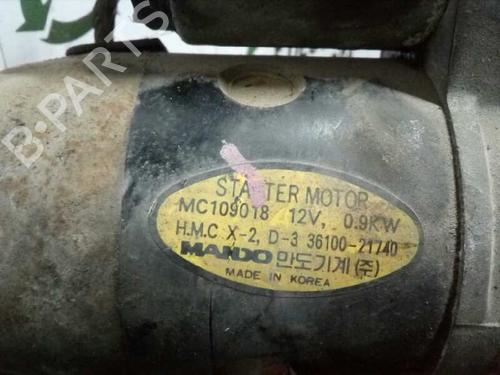 B-PARTS
STARTER MOTOR
MC109018 12V, 0.9KW
H.M.C X-2, D-3 36100-21740
MANDO 만도기계(주)
MADE IN KOREA